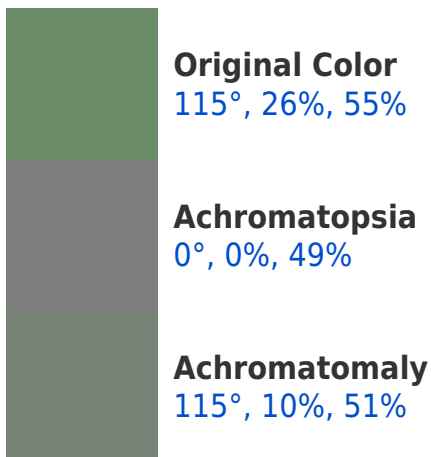 Original Color
115°, 26%, 55%
Achromatopsia
0°, 0%, 49%
Achromatomaly
115°, 10%, 51%